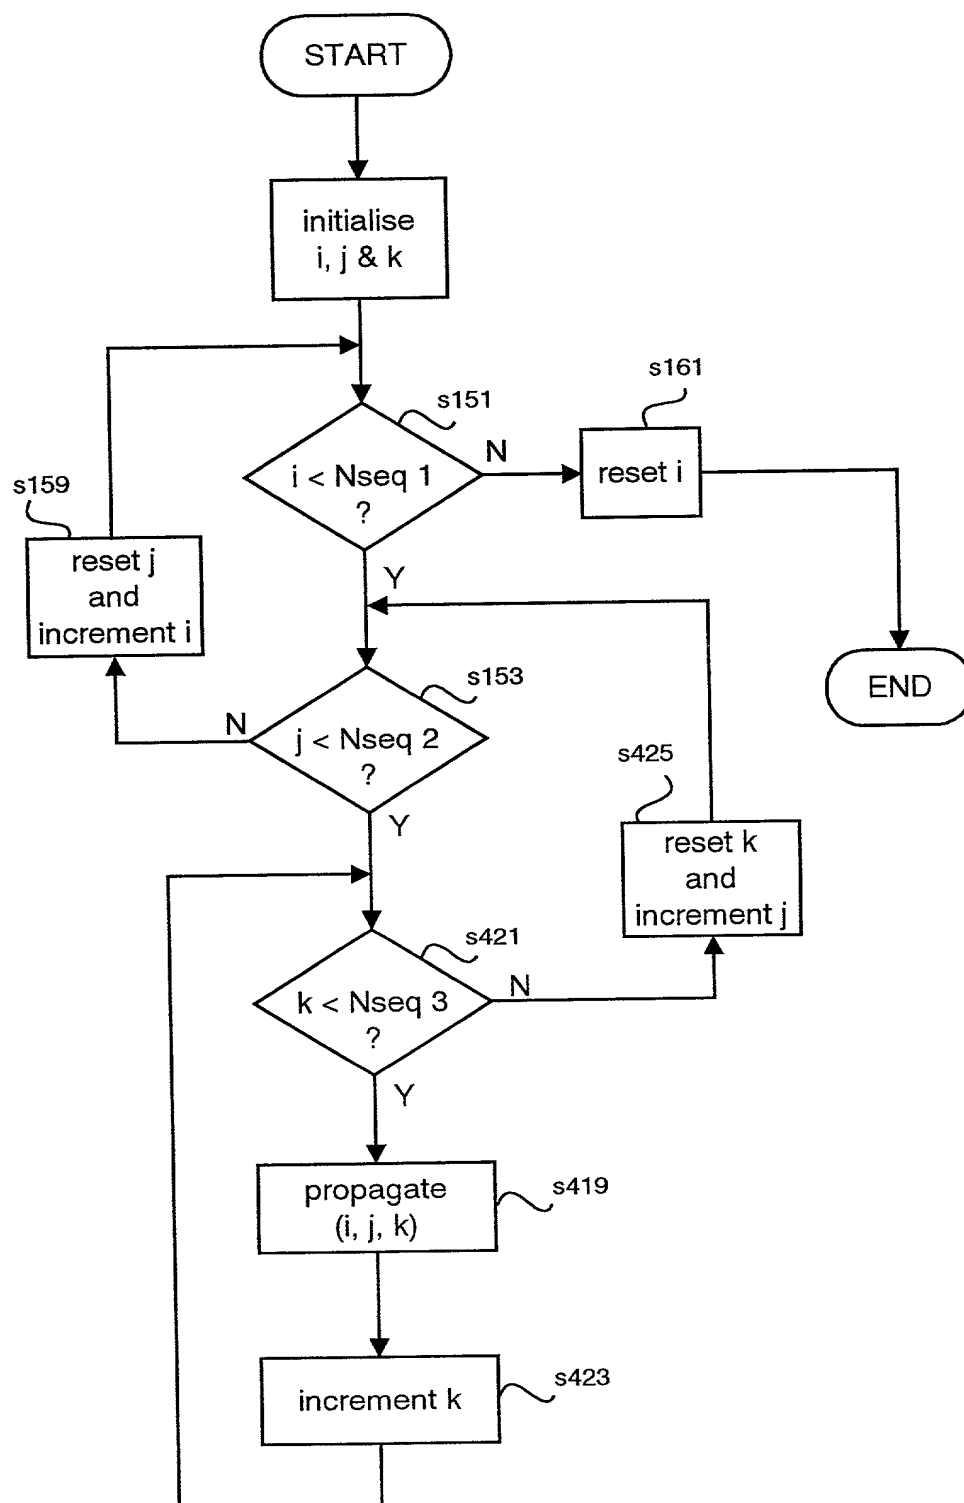 START
initialise
i, j & k
s151
i < Nseq 1
?
N
s161
reset i
END
s159
reset j
and
increment i
Y
s153
j < Nseq 2
?
N
Y
s425
reset k
and
increment j
s421
k < Nseq 3
?
N
Y
propagate
(i, j, k)
s419
increment k
s423